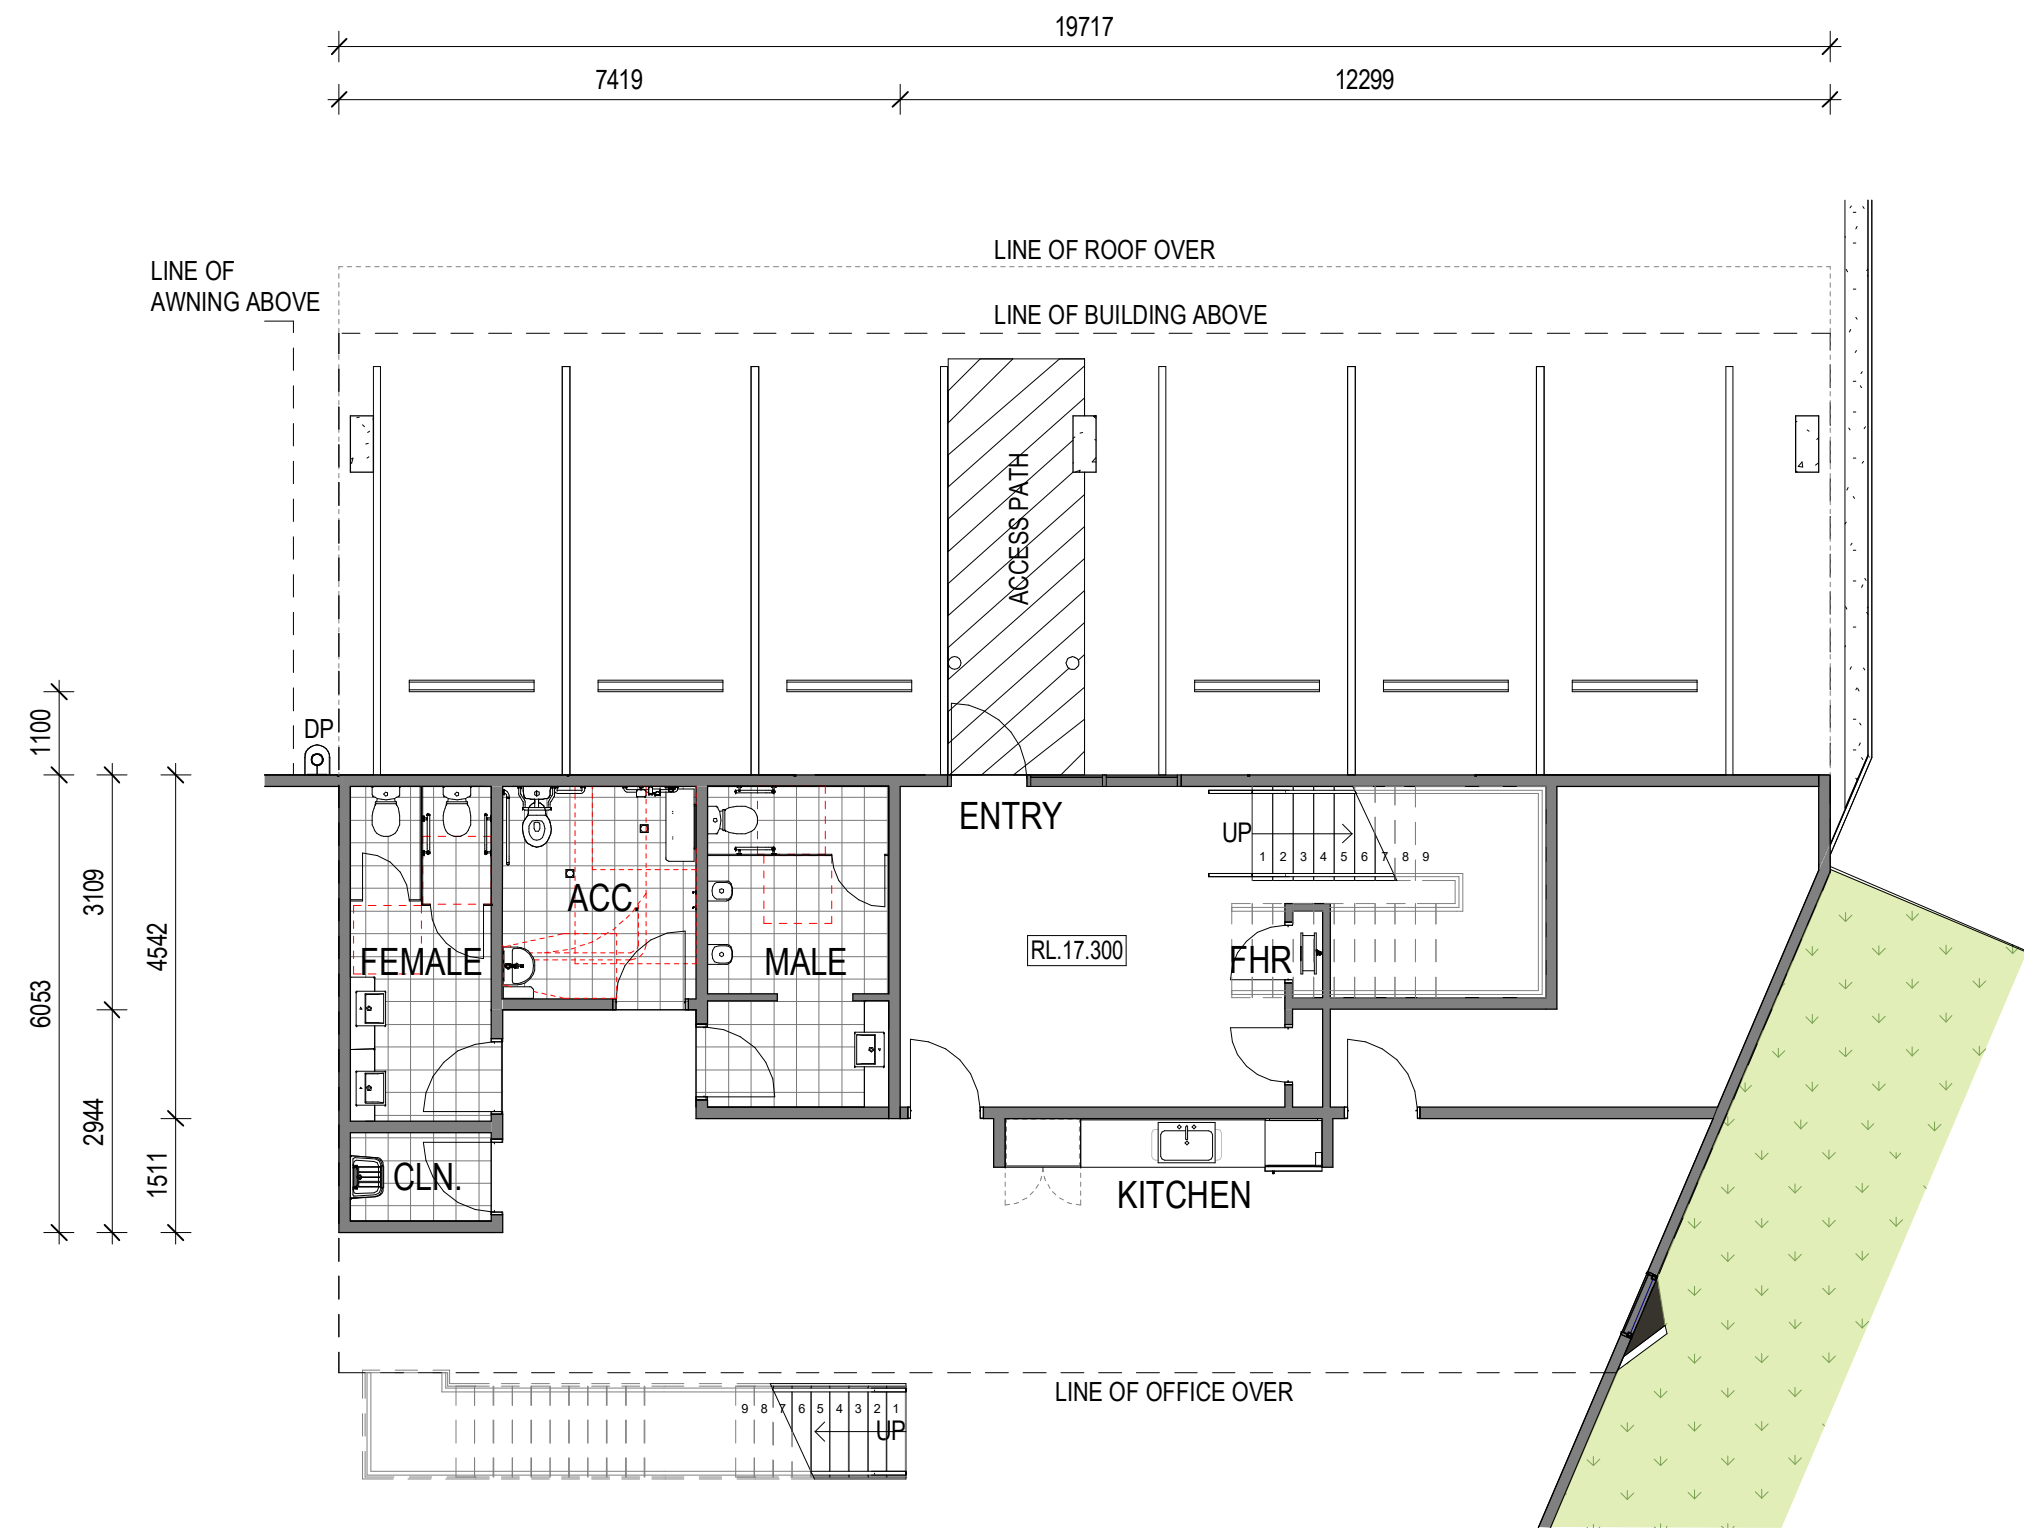 19717
7419
12299
LINE OF ROOF OVER
LINE OF
AWNING ABOVE
LINE OF BUILDING ABOVE
ACCESS PATH
1100
DP
ENTRY
UP
1 2 3 4 5 6 7 8 9
3109
ACC.
4542
FEMALE
MALE
RL.17.300
FHR
6053
2944
1511
CLN.
KITCHEN
LINE OF OFFICE OVER
9 8 7 6 5 4 3 2 1
UP